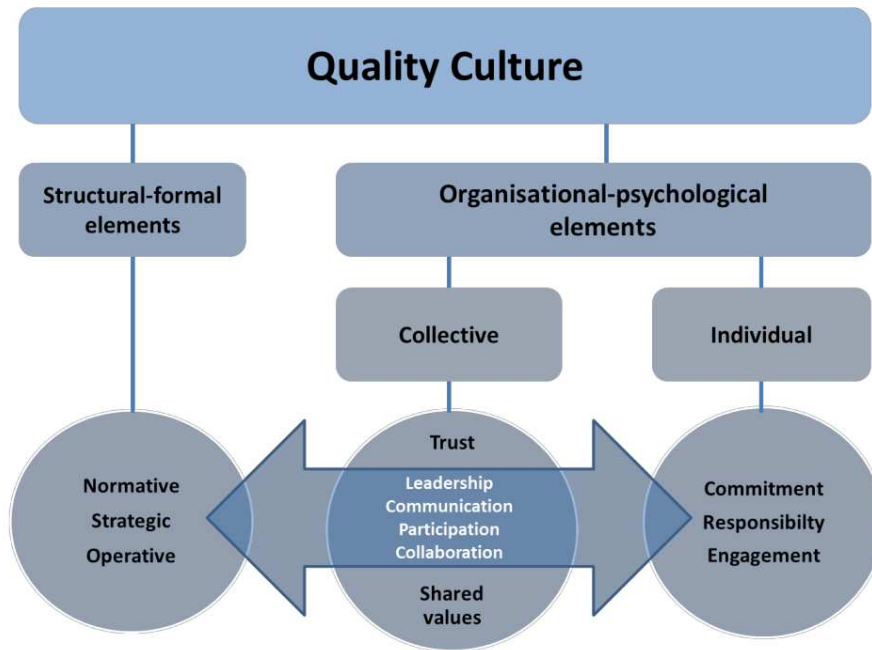 Quality Culture
Structural-formal
elements
Organisational-psychological
elements
Collective
Individual
Normative
Strategic
Operative
Trust
Leadership
Communication
Participation
Collaboration
Shared
values
Commitment
Responsibilty
Engagement